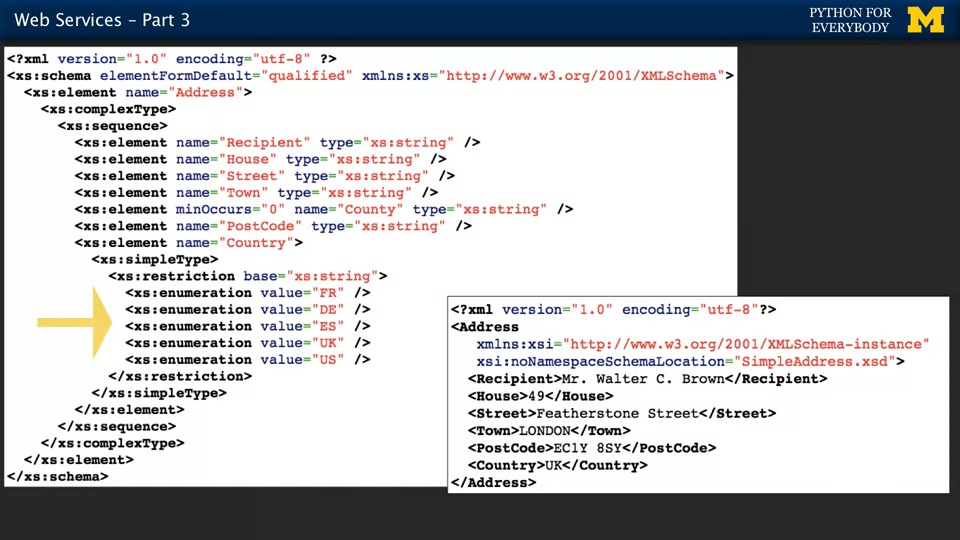 Web Services – Part 3
PYTHON FOR
EVERYBODY
M
<?xml version="1.0" encoding="utf-8" ?>
<xs:schema elementFormDefault="qualified" xmlns:xs="http://www.w3.org/2001/XMLSchema">
<xs:element name="Address">
<xs:complexType>
<xs:sequence>
<xs:element name="Recipient" type="xs:string" />
<xs:element name="House" type="xs:string" />
<xs:element name="Street" type="xs:string" />
<xs:element name="Town" type="xs:string" />
<xs:element minOccurs="0" name="County" type="xs:string" />
<xs:element name="PostCode" type="xs:string" />
<xs:element name="Country">
<xs:simpleType>
<xs:restriction base="xs:string">
<xs:enumeration value="FR" />
<xs:enumeration value="DE" />
<xs:enumeration value="ES" />
<xs:enumeration value="UK" />
<xs:enumeration value="US" />
</xs:restriction>
</xs:simpleType>
</xs:element>
</xs:sequence>
</xs:complexType>
</xs:element>
</xs:schema>
<?xml version="1.0" encoding="utf-8"?>
<Address
xmlns:xsi="http://www.w3.org/2001/XMLSchema-instance"
xsi:noNamespaceSchemaLocation="SimpleAddress.xsd">
<Recipient>Mr. Walter C. Brown</Recipient>
<House>49</House>
<Street>Featherstone Street</Street>
<Town>LONDON</Town>
<PostCode>EC1Y 8SY</PostCode>
<Country>UK</Country>
</Address>